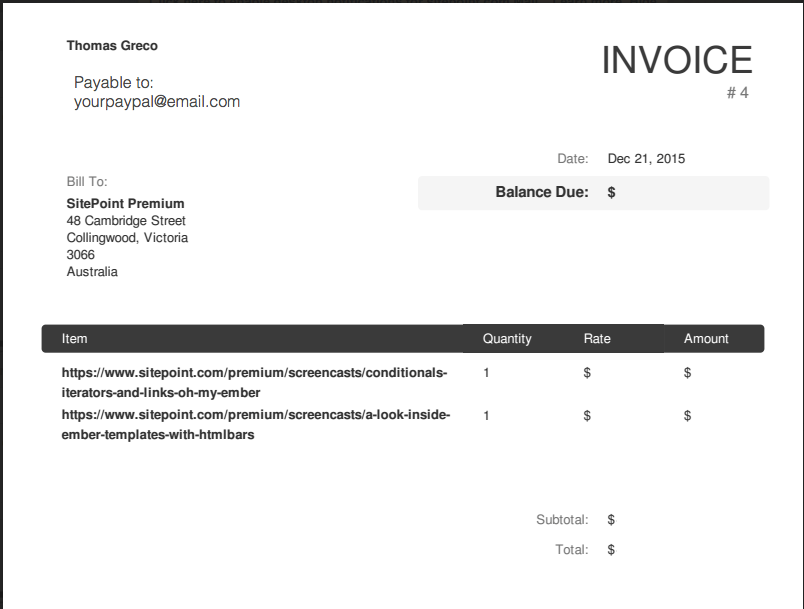 Thomas Greco
INVOICE
# 4
Payable to:
yourpaypal@email.com
Date: Dec 21, 2015
Balance Due: $
Bill To:
SitePoint Premium
48 Cambridge Street
Collingwood, Victoria
3066
Australia
Item Quantity Rate Amount
https://www.sitepoint.com/premium/screencasts/conditionals- 1 $ $
iterators-and-links-oh-my-ember
https://www.sitepoint.com/premium/screencasts/a-look-inside- 1 $ $
ember-templates-with-htmlbars
Subtotal: $
Total: $